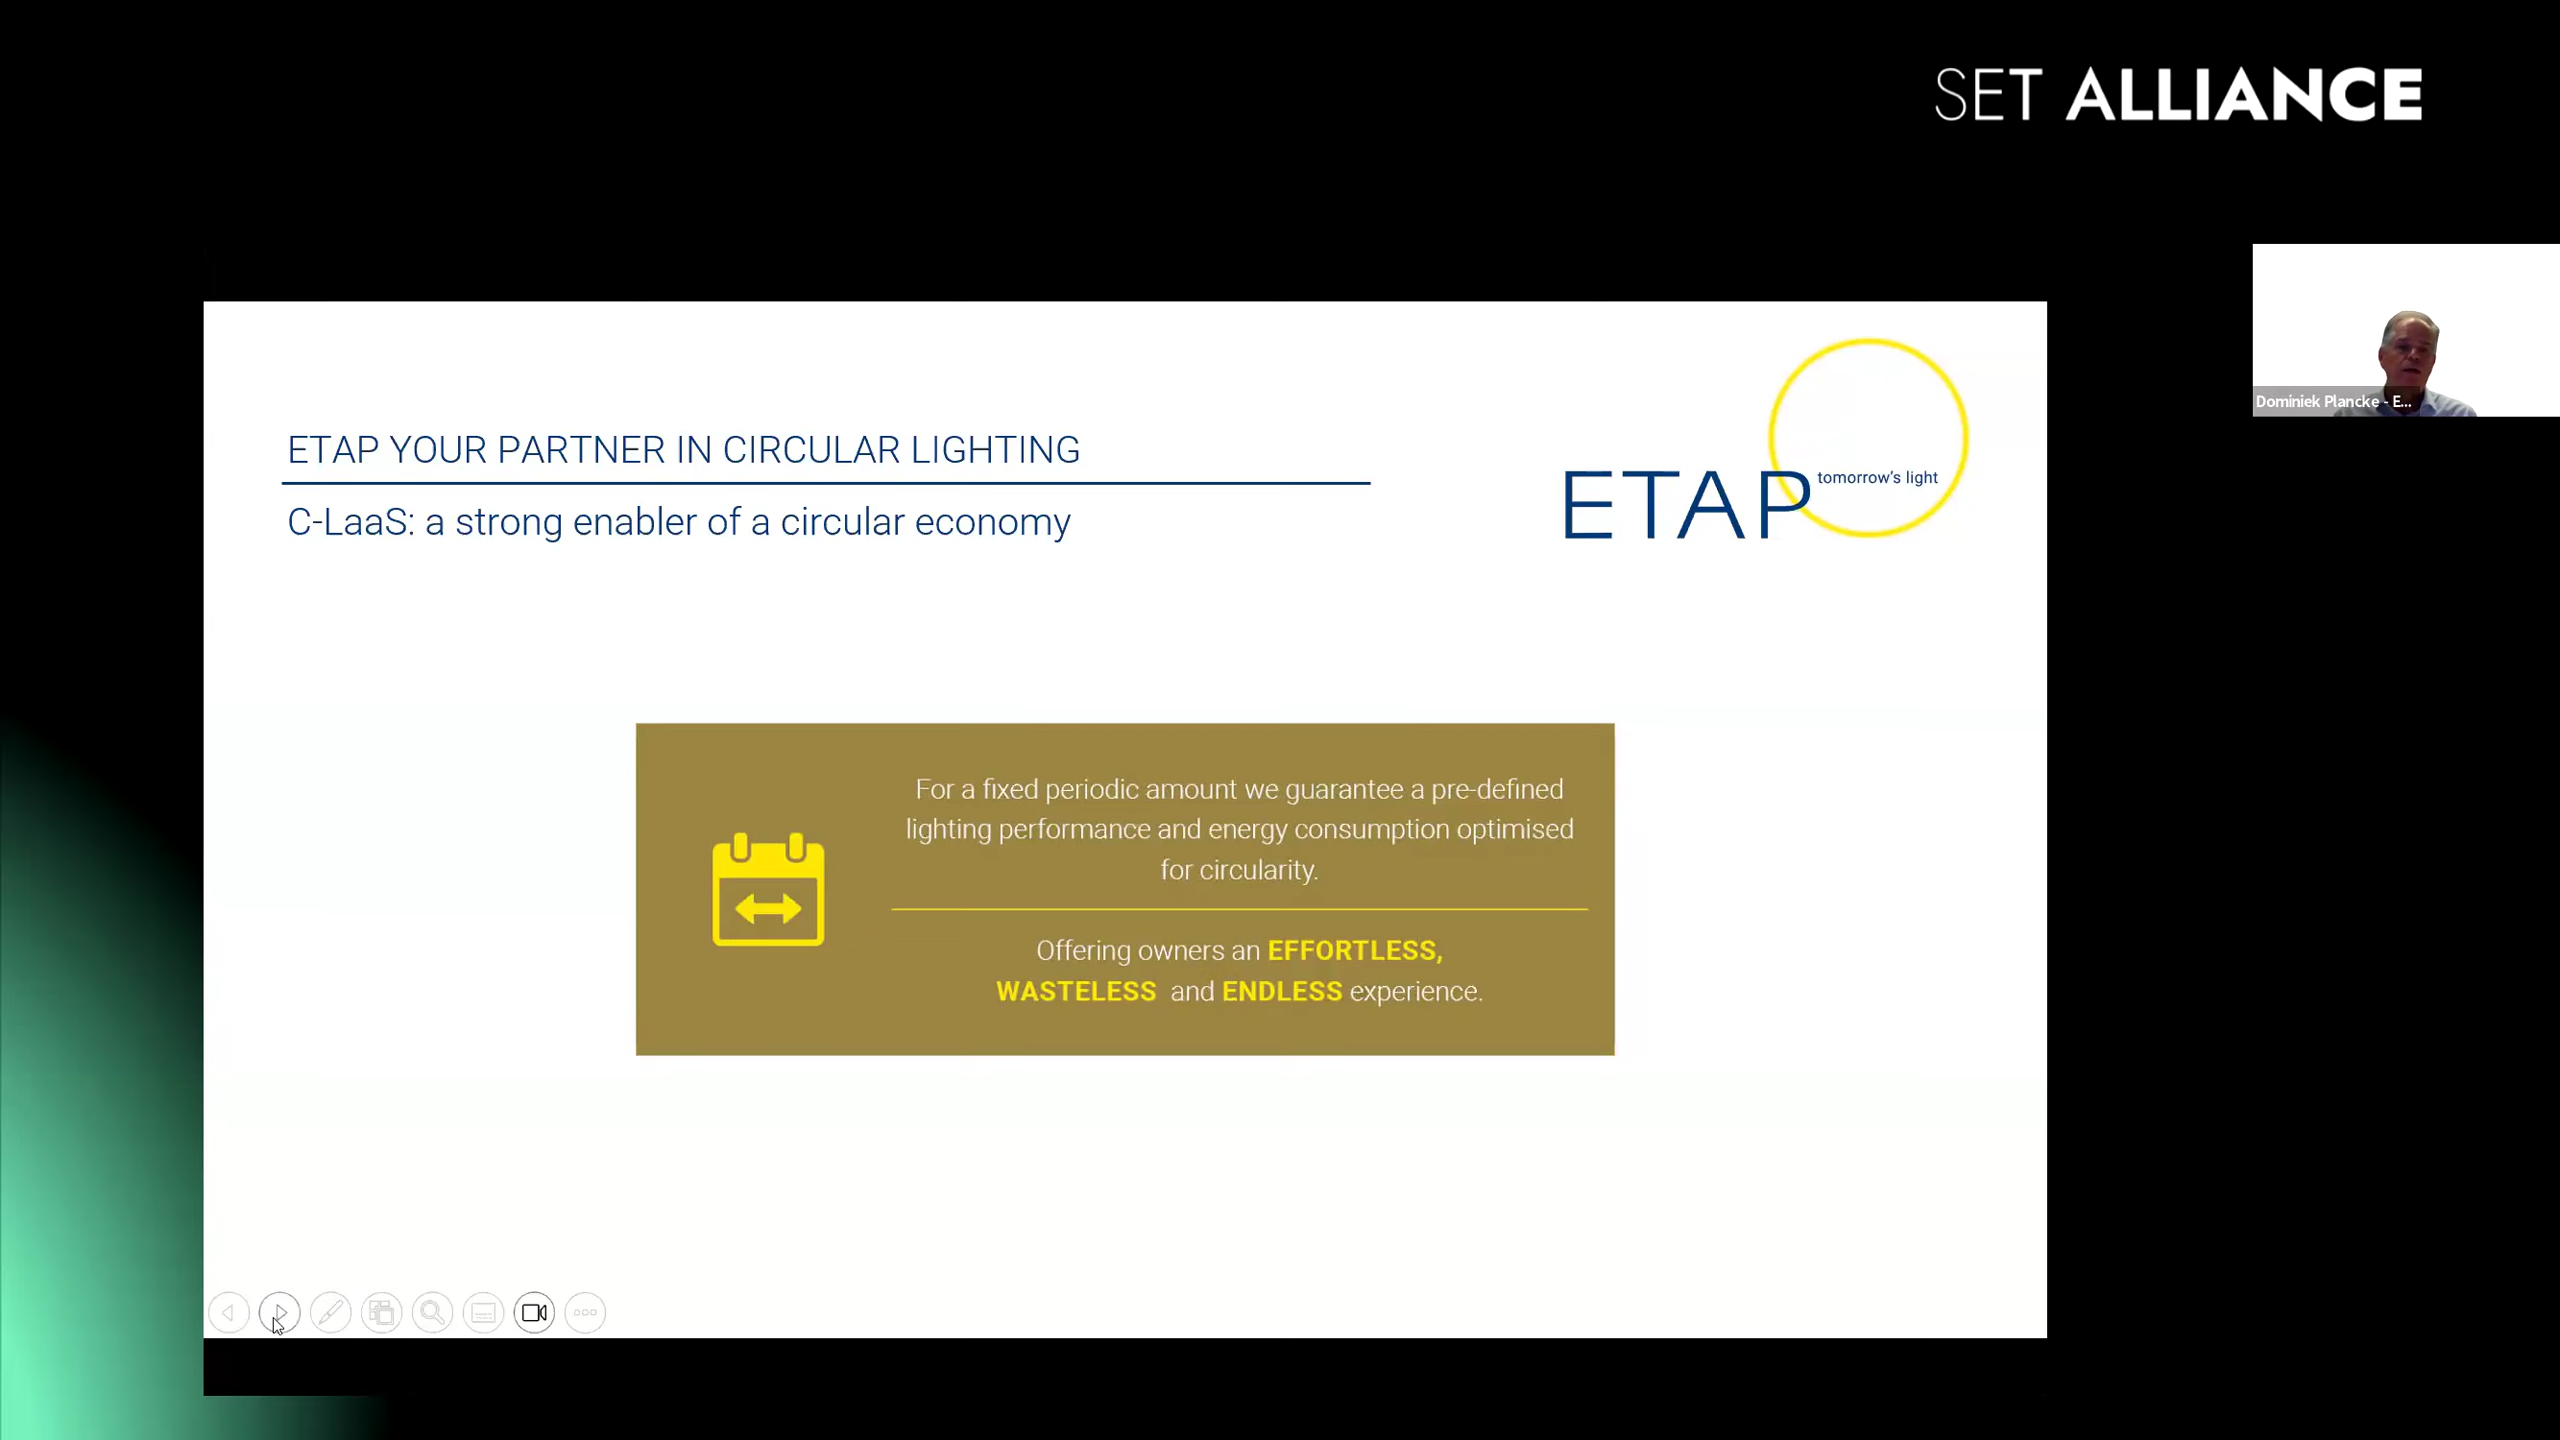 SET ALLIANCE
Dominiek Plancke - E...
ETAP YOUR PARTNER IN CIRCULAR LIGHTING
C-LaaS: a strong enabler of a circular economy
ETAP tomorrow's light
For a fixed periodic amount we guarantee a pre-defined
lighting performance and energy consumption optimised
for circularity.
Offering owners an EFFORTLESS,
WASTELESS and ENDLESS experience.